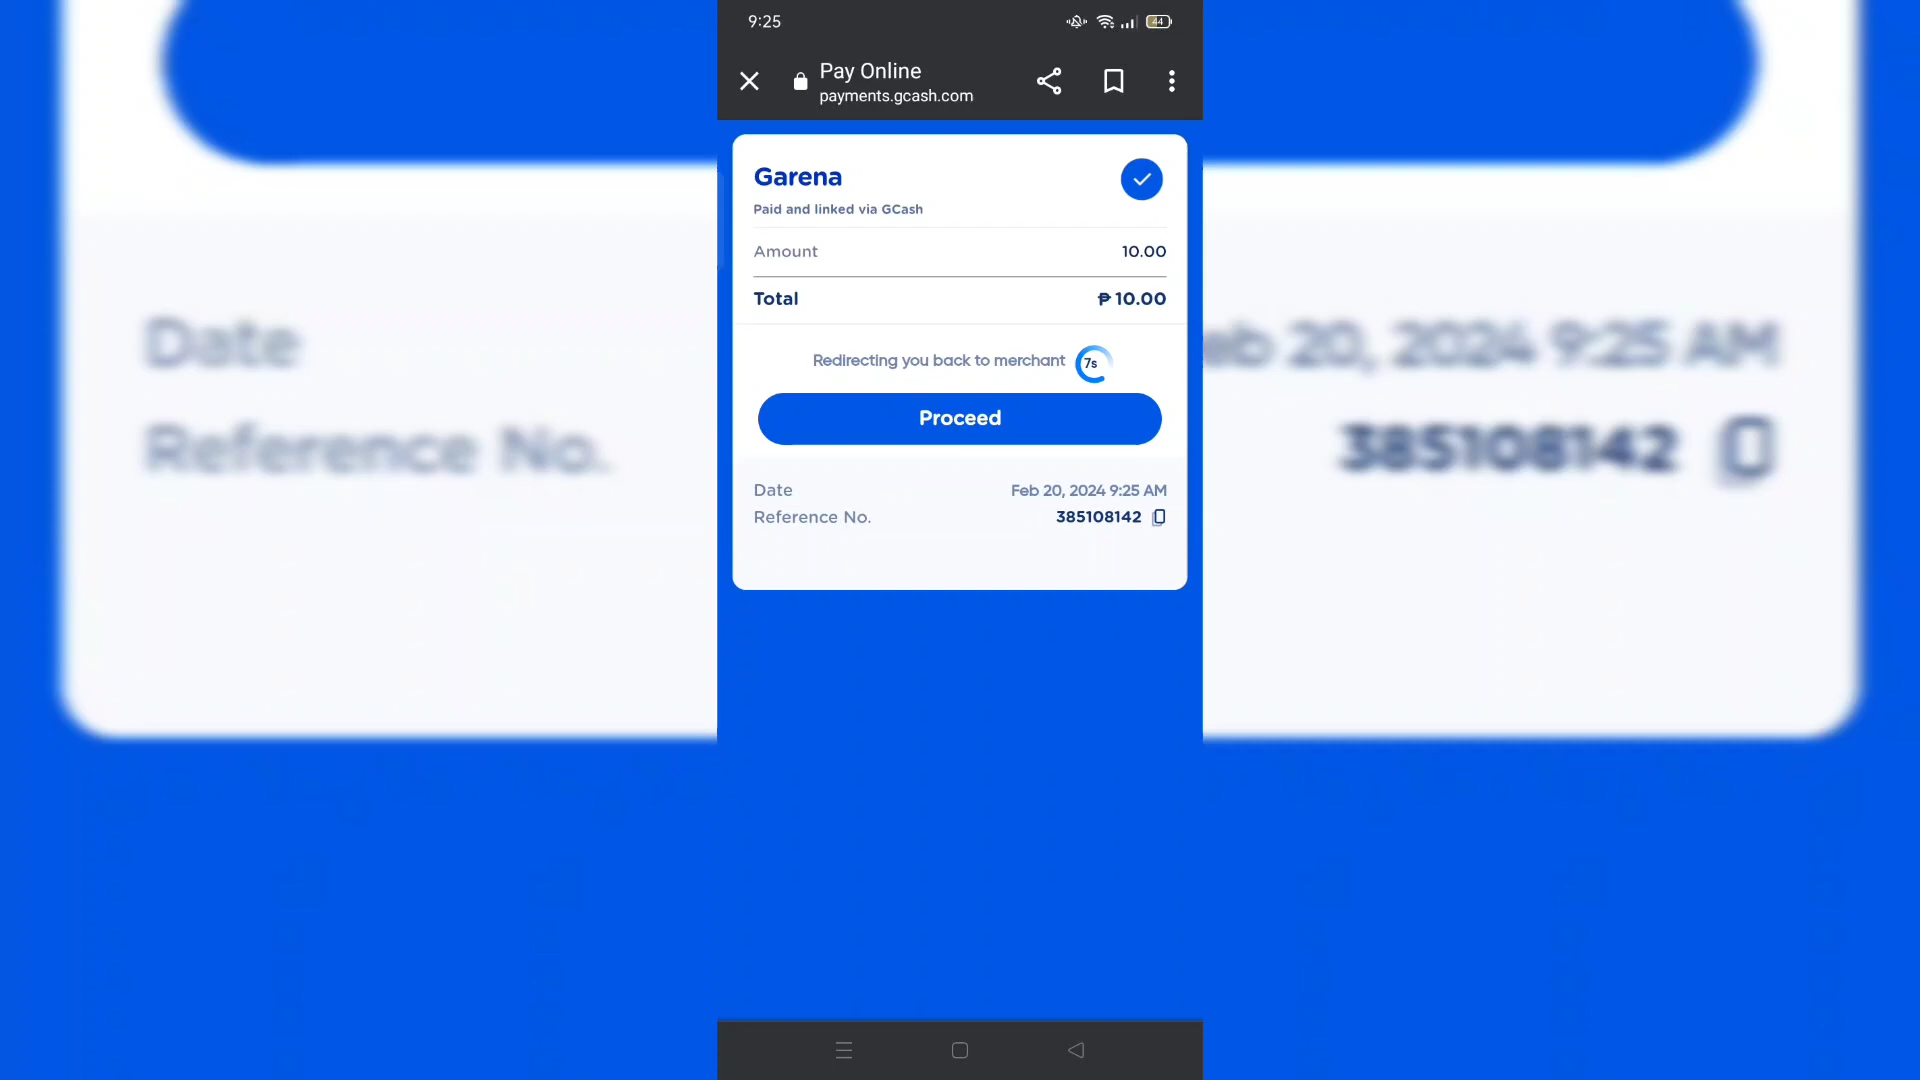 9:25
44
Pay Online
payments.gcash.com
Garena
Paid and linked via GCash
Amount 10.00
Total ₱ 10.00
Redirecting you back to merchant 7s
Proceed
Date Feb 20, 2024 9:25 AM
Reference No. 385108142
Date eb 20, 2024 9:25 AM
Reference No. 385108142